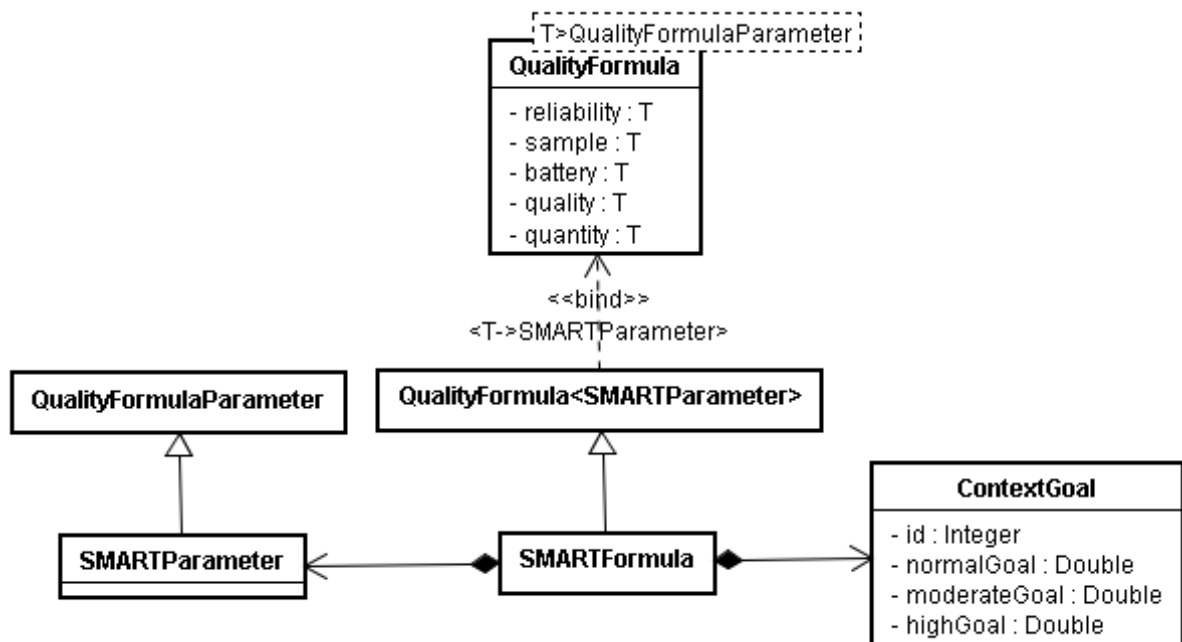 T>QualityFormulaParameter
QualityFormula
- reliability : T
- sample : T
- battery : T
- quality : T
- quantity : T
<<bind>>
<T->SMARTParameter>
QualityFormulaParameter
QualityFormula<SMARTParameter>
ContextGoal
- id : Integer
- normalGoal : Double
- moderateGoal : Double
- highGoal : Double
SMARTParameter
SMARTFormula